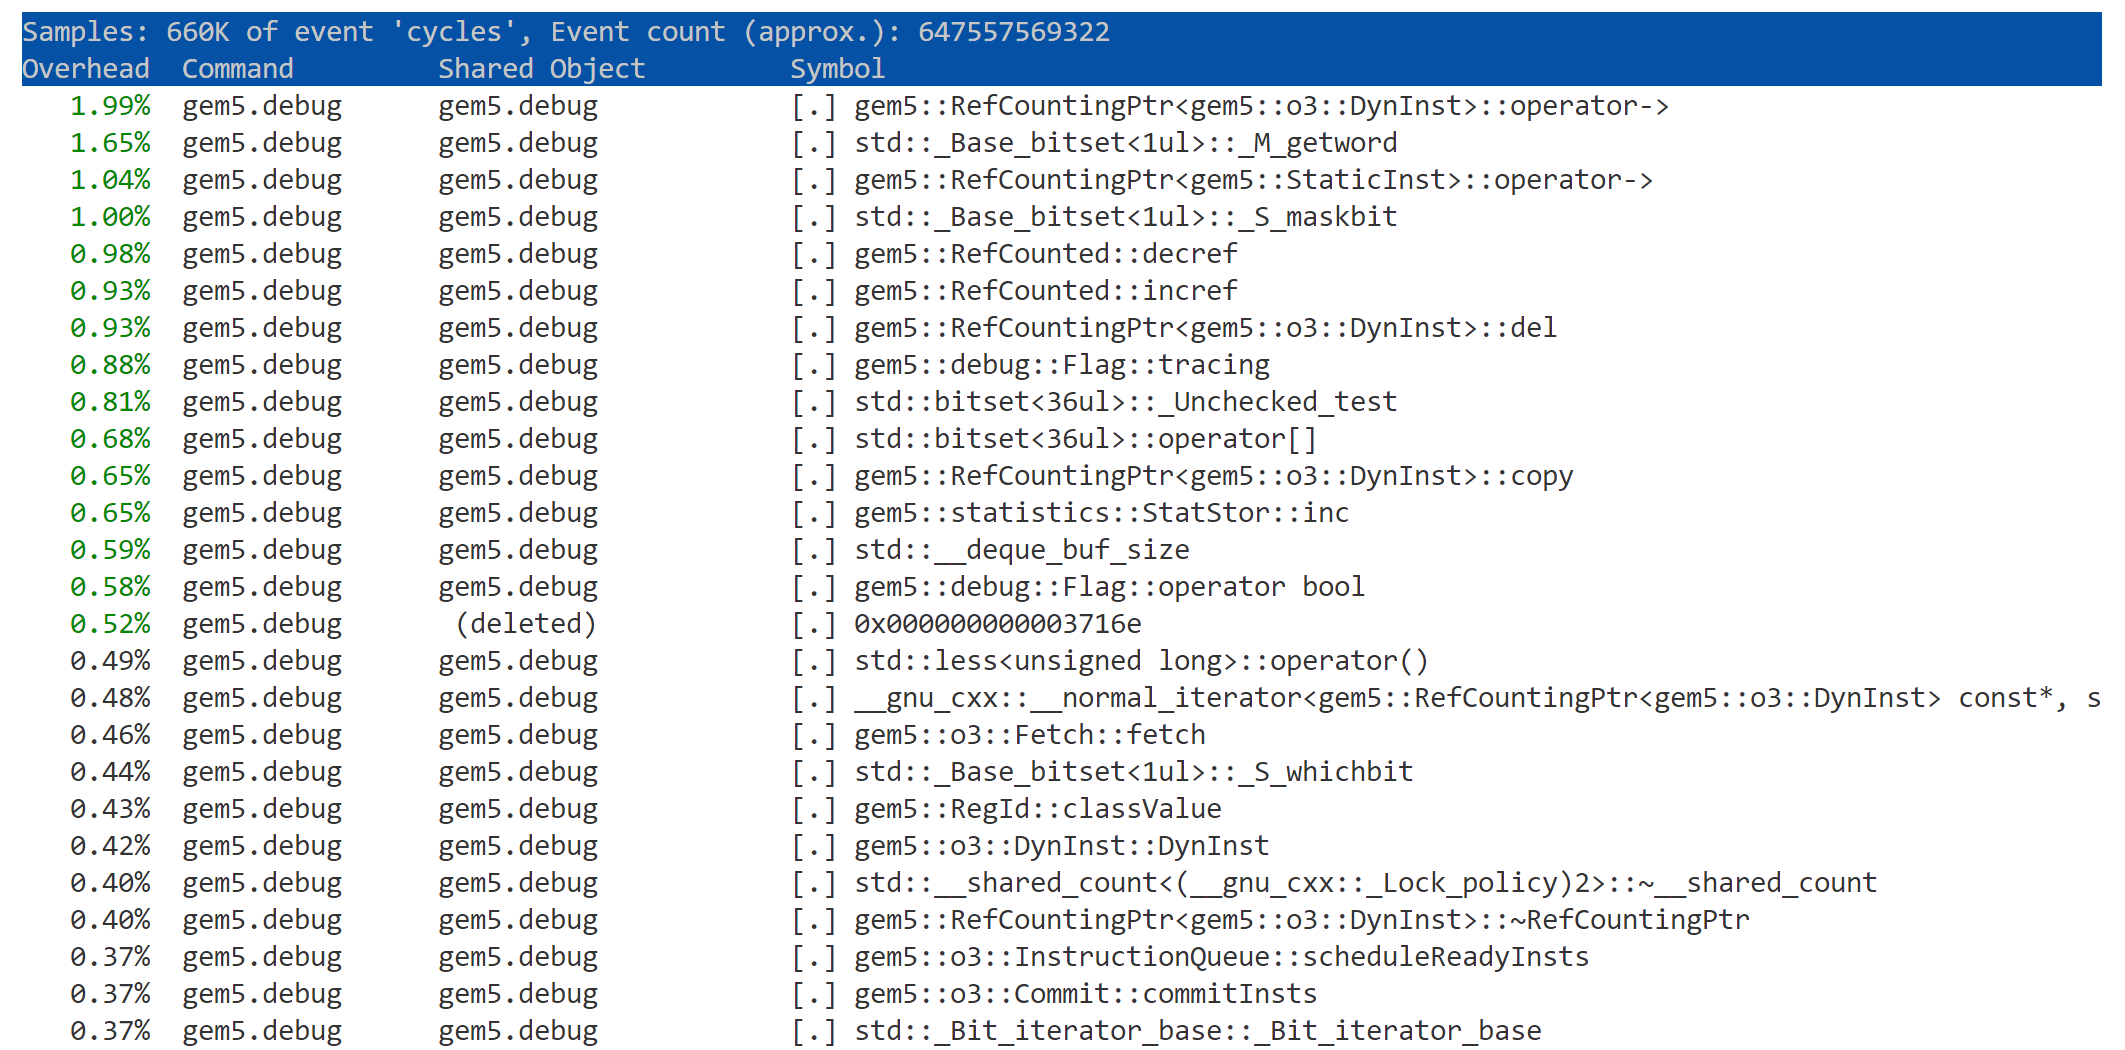 Samples: 660K of event 'cycles', Event count (approx.): 647557569322
Overhead  Command         Shared Object         Symbol
1.99%  gem5.debug      gem5.debug            [.] gem5::RefCountingPtr<gem5::o3::DynInst>::operator->
1.65%  gem5.debug      gem5.debug            [.] std::_Base_bitset<1ul>::_M_getword
1.04%  gem5.debug      gem5.debug            [.] gem5::RefCountingPtr<gem5::StaticInst>::operator->
1.00%  gem5.debug      gem5.debug            [.] std::_Base_bitset<1ul>::_S_maskbit
0.98%  gem5.debug      gem5.debug            [.] gem5::RefCounted::decref
0.93%  gem5.debug      gem5.debug            [.] gem5::RefCounted::incref
0.93%  gem5.debug      gem5.debug            [.] gem5::RefCountingPtr<gem5::o3::DynInst>::del
0.88%  gem5.debug      gem5.debug            [.] gem5::debug::Flag::tracing
0.81%  gem5.debug      gem5.debug            [.] std::bitset<36ul>::_Unchecked_test
0.68%  gem5.debug      gem5.debug            [.] std::bitset<36ul>::operator[]
0.65%  gem5.debug      gem5.debug            [.] gem5::RefCountingPtr<gem5::o3::DynInst>::copy
0.65%  gem5.debug      gem5.debug            [.] gem5::statistics::StatStor::inc
0.59%  gem5.debug      gem5.debug            [.] std::__deque_buf_size
0.58%  gem5.debug      gem5.debug            [.] gem5::debug::Flag::operator bool
0.52%  gem5.debug       (deleted)            [.] 0x000000000003716e
0.49%  gem5.debug      gem5.debug            [.] std::less<unsigned long>::operator()
0.48%  gem5.debug      gem5.debug            [.] __gnu_cxx::__normal_iterator<gem5::RefCountingPtr<gem5::o3::DynInst> const*, s
0.46%  gem5.debug      gem5.debug            [.] gem5::o3::Fetch::fetch
0.44%  gem5.debug      gem5.debug            [.] std::_Base_bitset<1ul>::_S_whichbit
0.43%  gem5.debug      gem5.debug            [.] gem5::RegId::classValue
0.42%  gem5.debug      gem5.debug            [.] gem5::o3::DynInst::DynInst
0.40%  gem5.debug      gem5.debug            [.] std::__shared_count<(__gnu_cxx::_Lock_policy)2>::~__shared_count
0.40%  gem5.debug      gem5.debug            [.] gem5::RefCountingPtr<gem5::o3::DynInst>::~RefCountingPtr
0.37%  gem5.debug      gem5.debug            [.] gem5::o3::InstructionQueue::scheduleReadyInsts
0.37%  gem5.debug      gem5.debug            [.] gem5::o3::Commit::commitInsts
0.37%  gem5.debug      gem5.debug            [.] std::_Bit_iterator_base::_Bit_iterator_base